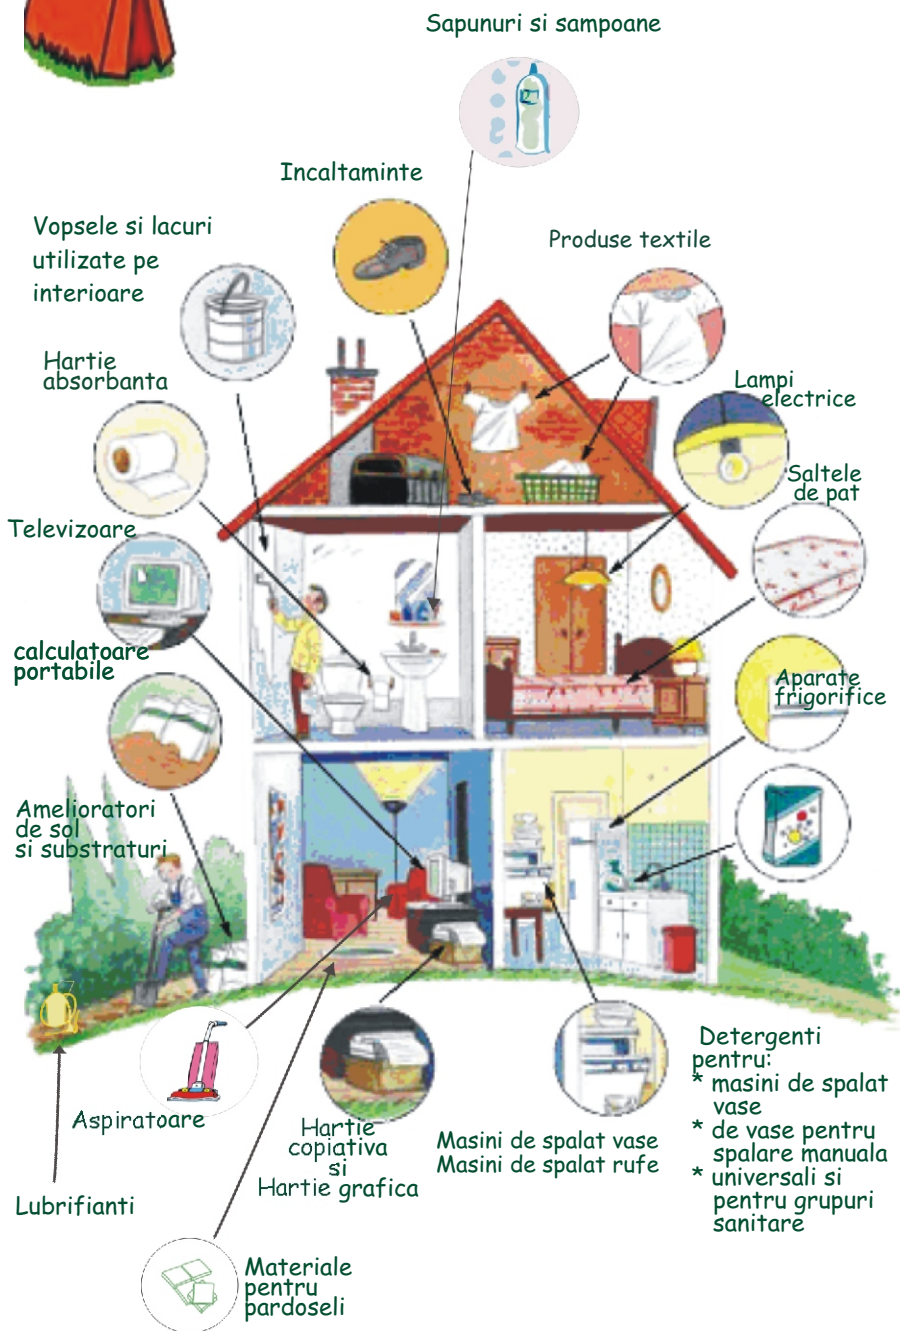 Sapunuri si sampoane
Incaltaminte
Vopsele si lacuri
utilizate pe
interioare
Produse textile
Hartie
absorbanta
Lampi
electrice
Saltele
de pat
Televizoare
calculatoare
portabile
Aparate
frigorifice
Amelioratori
de sol
si substraturi
Detergenti
pentru:
* masini de spalat
vase
* de vase pentru
spalare manuala
* universali si
pentru grupuri
sanitare
Aspiratoare
Hartie
copiativa
si
Hartie grafica
Masini de spalat vase
Masini de spalat rufe
Lubrifianti
Materiale
pentru
pardoseli